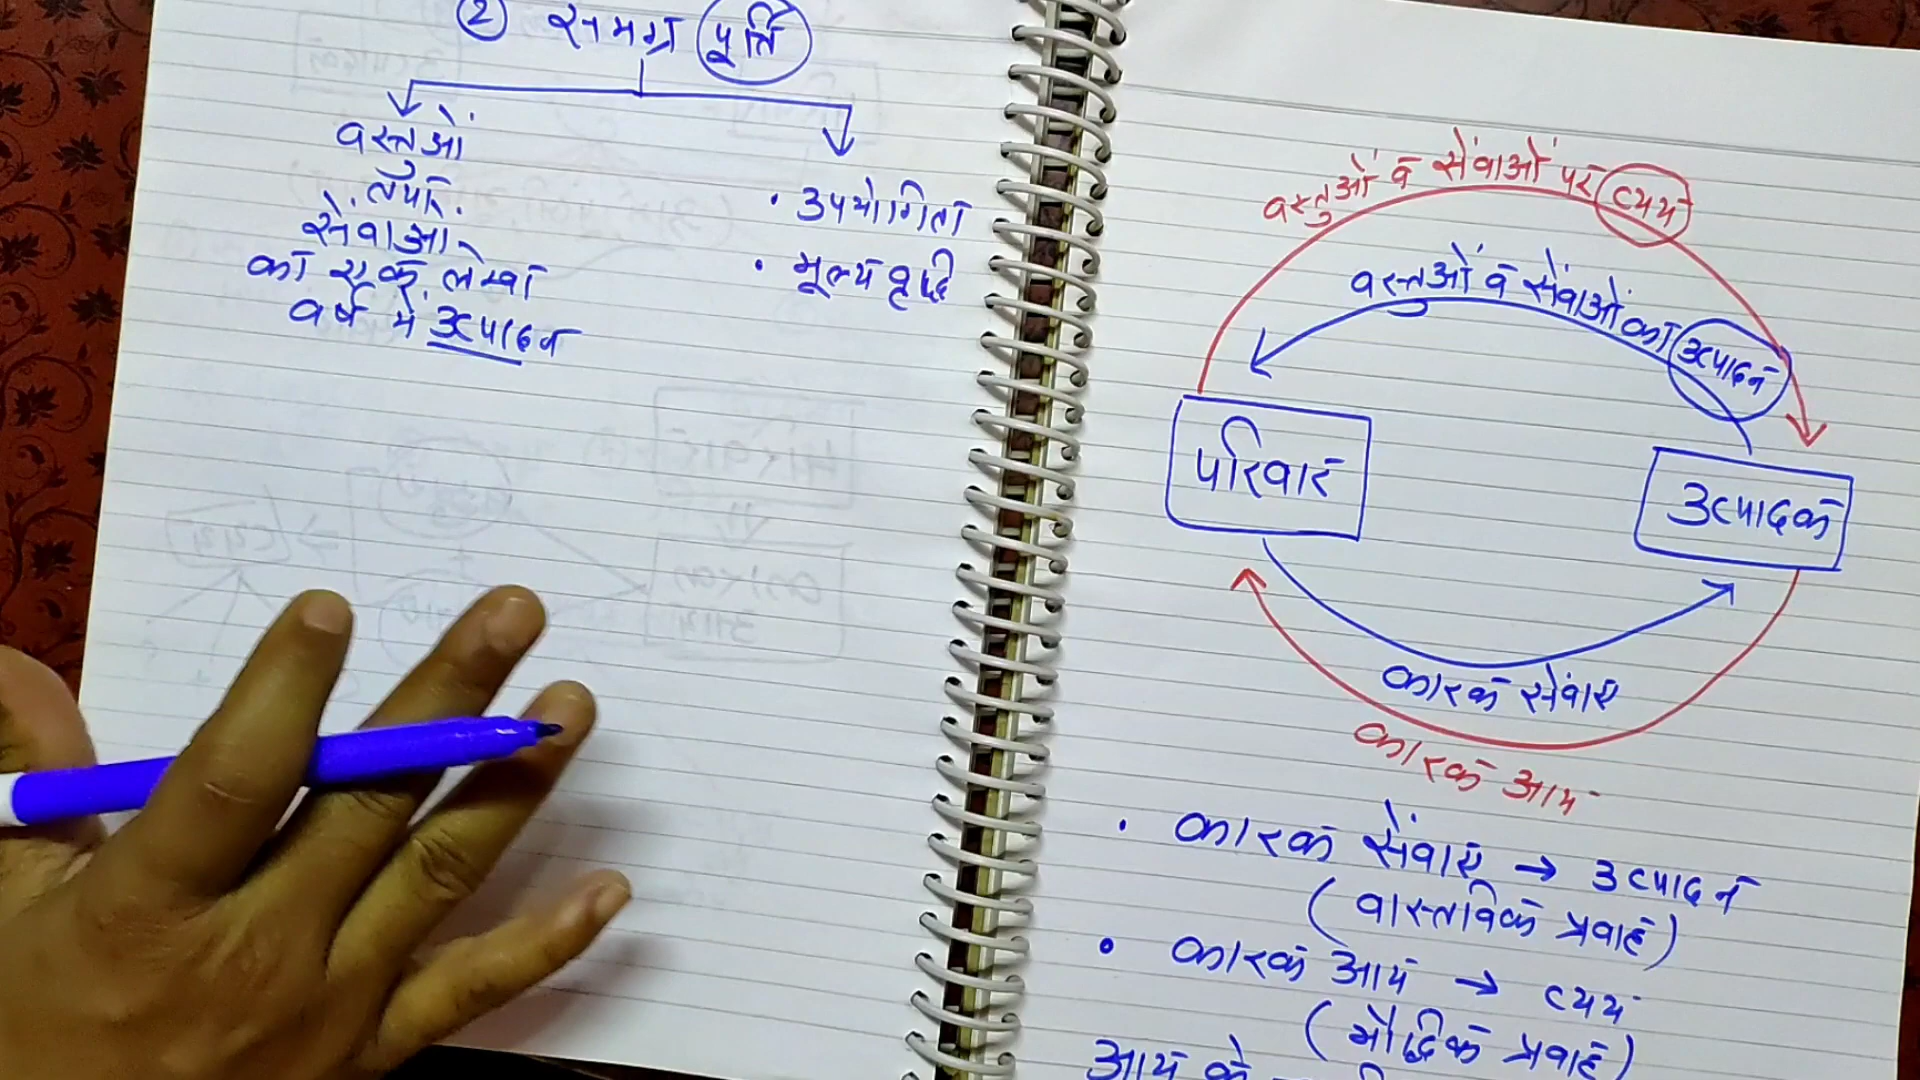 ② समग्र पूर्ति
वस्तुओं
सेवाओं
का एक लेखा
वर्ष में उत्पादन
• उपयोगिता
• मूल्य वृद्धि
वस्तुओं व सेवाओं पर व्यय
वस्तुओं व सेवाओं का उत्पादन
परिवार
उत्पादक
कारक सेवाएं
कारक आय
• कारक सेवाएं → उत्पादन
(वास्तविक प्रवाह)
• कारक आय → व्यय
(मौद्रिक प्रवाह)
आय के